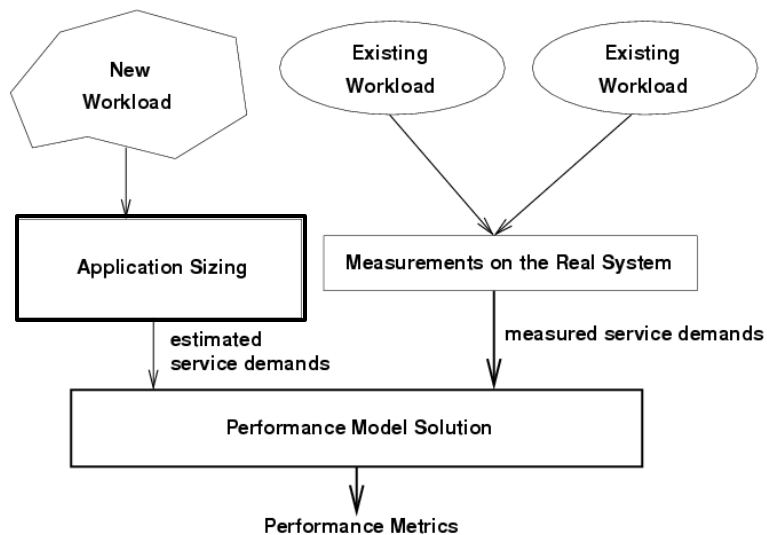 New
Workload
Existing
Workload
Existing
Workload
Application Sizing
Measurements on the Real System
estimated
service demands
measured service demands
Performance Model Solution
Performance Metrics